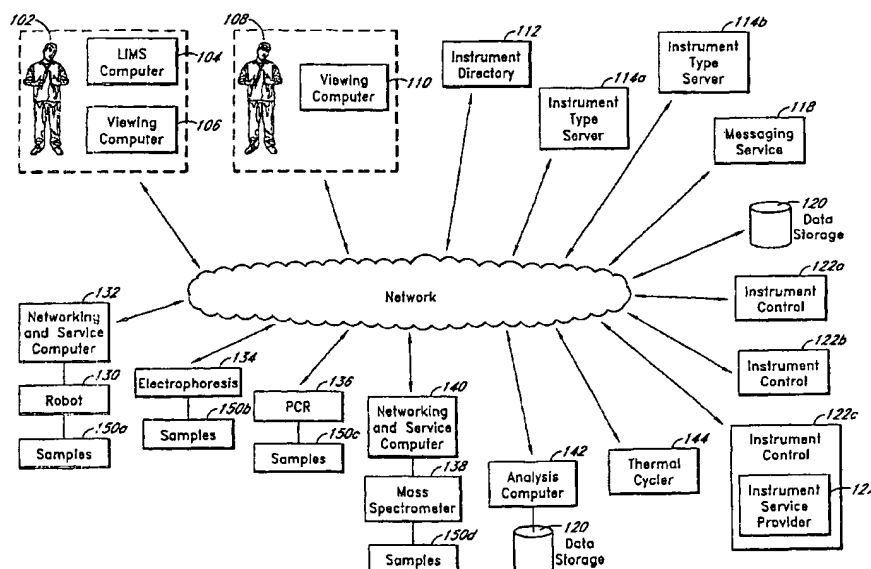 102
LIMS
Computer
104
Viewing
Computer
106
108
Viewing
Computer
110
112
Instrument
Directory
114a
Instrument
Type
Server
114b
Instrument
Type
Server
118
Messaging
Service
120
Data
Storage
Network
122a
Instrument
Control
122b
Instrument
Control
122c
Instrument
Control
Instrument
Service
Provider
132
Networking
and Service
Computer
130
Robot
150a
Samples
134
Electrophoresis
150b
Samples
136
PCR
150c
Samples
140
Networking
and Service
Computer
138
Mass
Spectrometer
150d
Samples
142
Analysis
Computer
120
Data
Storage
144
Thermal
Cycler